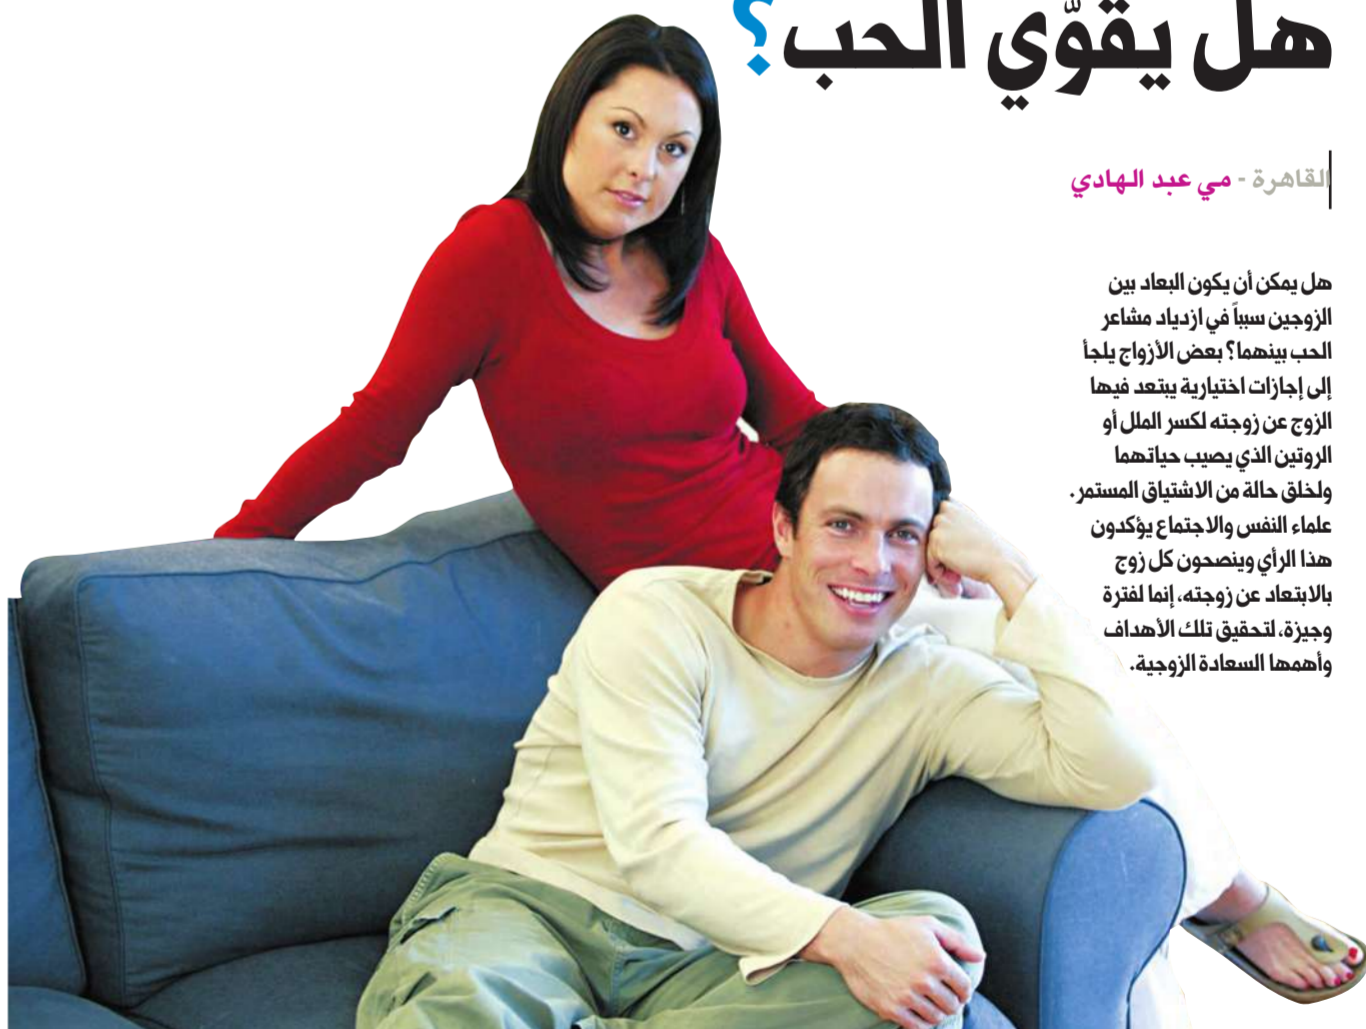 هل يقوّي الحب؟
القاهرة - مي عبد الهادي
هل يمكن أن يكون البعاد بين
الزوجين سبباً في ازدياد مشاعر
الحب بينهما؟ بعض الأزواج يلجأ
إلى إجازات اختيارية يبتعد فيها
الزوج عن زوجته لكسر الملل أو
الروتين الذي يصيب حياتهما
ولخلق حالة من الاشتياق المستمر.
علماء النفس والاجتماع يؤكدون
هذا الرأي وينصحون كل زوج
بالابتعاد عن زوجته، إنما لفترة
وجيزة، لتحقيق تلك الأهداف
وأهمها السعادة الزوجية.